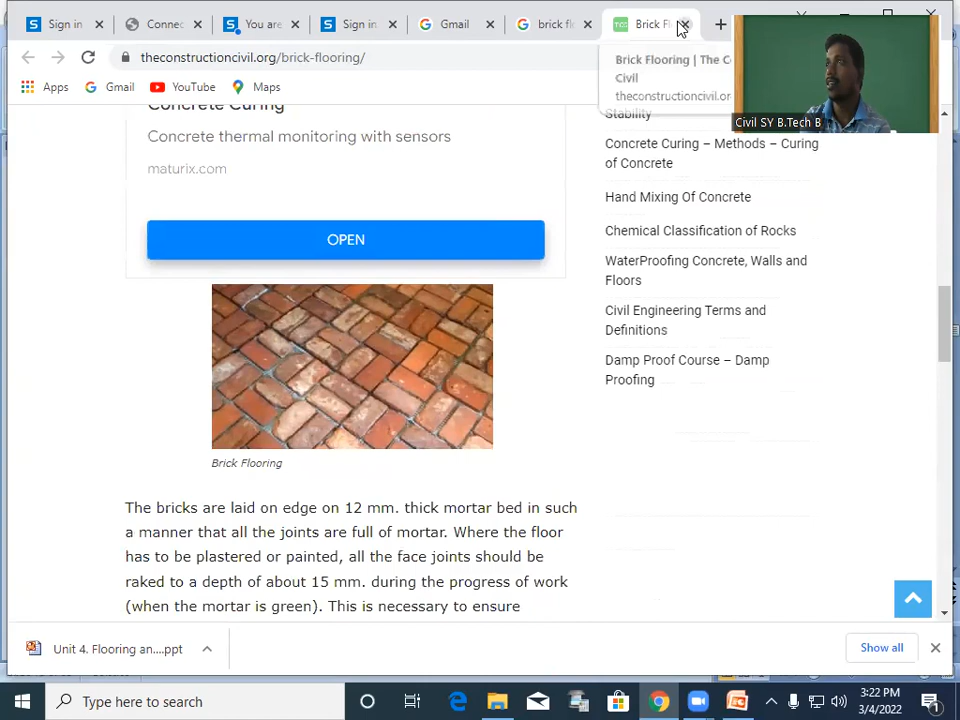 Sign in
Connec
You are
Sign in
Gmail
brick fl
Brick F
theconstructioncivil.org/brick-flooring/
Brick Flooring | The C
Civil
theconstructioncivil.or
Apps
Gmail
YouTube
Maps
Civil SY B.Tech B
Concrete Curing
Concrete thermal monitoring with sensors
maturix.com
OPEN
Stability
Concrete Curing – Methods – Curing
of Concrete
Hand Mixing Of Concrete
Chemical Classification of Rocks
WaterProofing Concrete, Walls and
Floors
Civil Engineering Terms and
Definitions
Damp Proof Course – Damp
Proofing
Brick Flooring
The bricks are laid on edge on 12 mm. thick mortar bed in such
a manner that all the joints are full of mortar. Where the floor
has to be plastered or painted, all the face joints should be
raked to a depth of about 15 mm. during the progress of work
(when the mortar is green). This is necessary to ensure
Unit 4. Flooring an....ppt
Show all
Type here to search
3:22 PM
3/4/2022
1